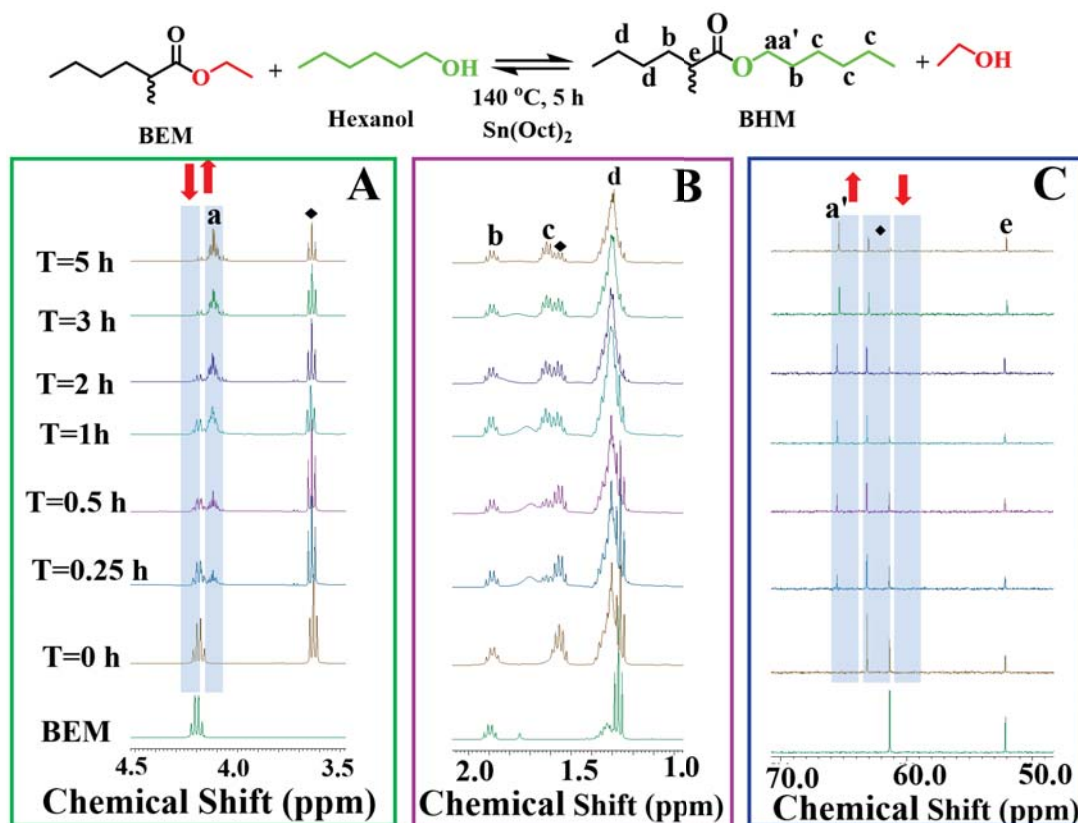 O
O
+
OH
140 °C, 5 h
Sn(Oct)2
d
b
d
e
O
O
aa'
b
c
c
c
+
OH
BEM
Hexanol
BHM
A
a
T=5 h
T=3 h
T=2 h
T=1h
T=0.5 h
T=0.25 h
T=0 h
BEM
4.5 4.0 3.5
Chemical Shift (ppm)
B
b c d
2.0 1.5 1.0
Chemical Shift (ppm)
C
a' e
70.0 60.0 50.0
Chemical Shift (ppm)